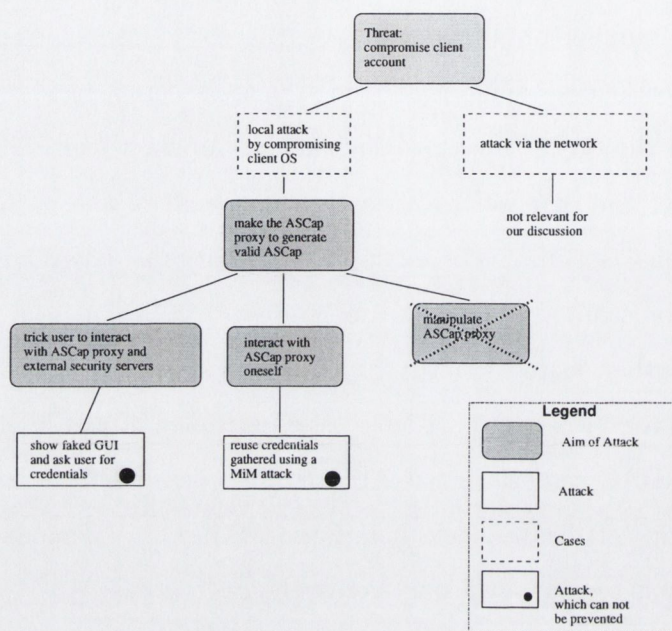 Threat:
compromise client
account
local attack
by compromising
client OS
attack via the network
make the ASCap
proxy to generate
valid ASCap
not relevant for
our discussion
trick user to interact
with ASCap proxy and
external security servers
interact with
ASCap proxy
oneself
manipulate
ASCap proxy
show faked GUI
and ask user for
credentials
reuse credentials
gathered using a
MiM attack
Legend
Aim of Attack
Attack
Cases
Attack,
which can not
be prevented